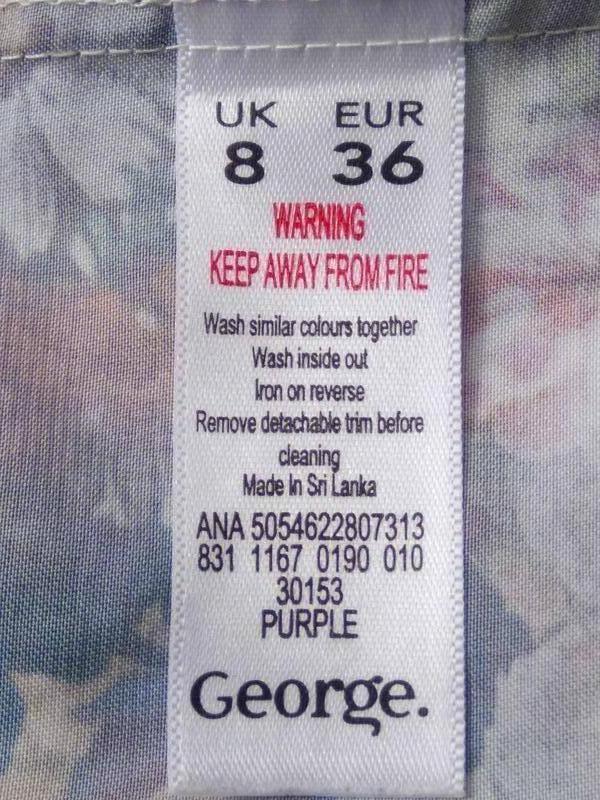 UK EUR
8 36
WARNING
KEEP AWAY FROM FIRE
Wash similar colours together
Wash inside out
Iron on reverse
Remove detachable trim before
cleaning
Made In Sri Lanka
ANA 5054622807313
831 1167 0190 010
30153
PURPLE
George.